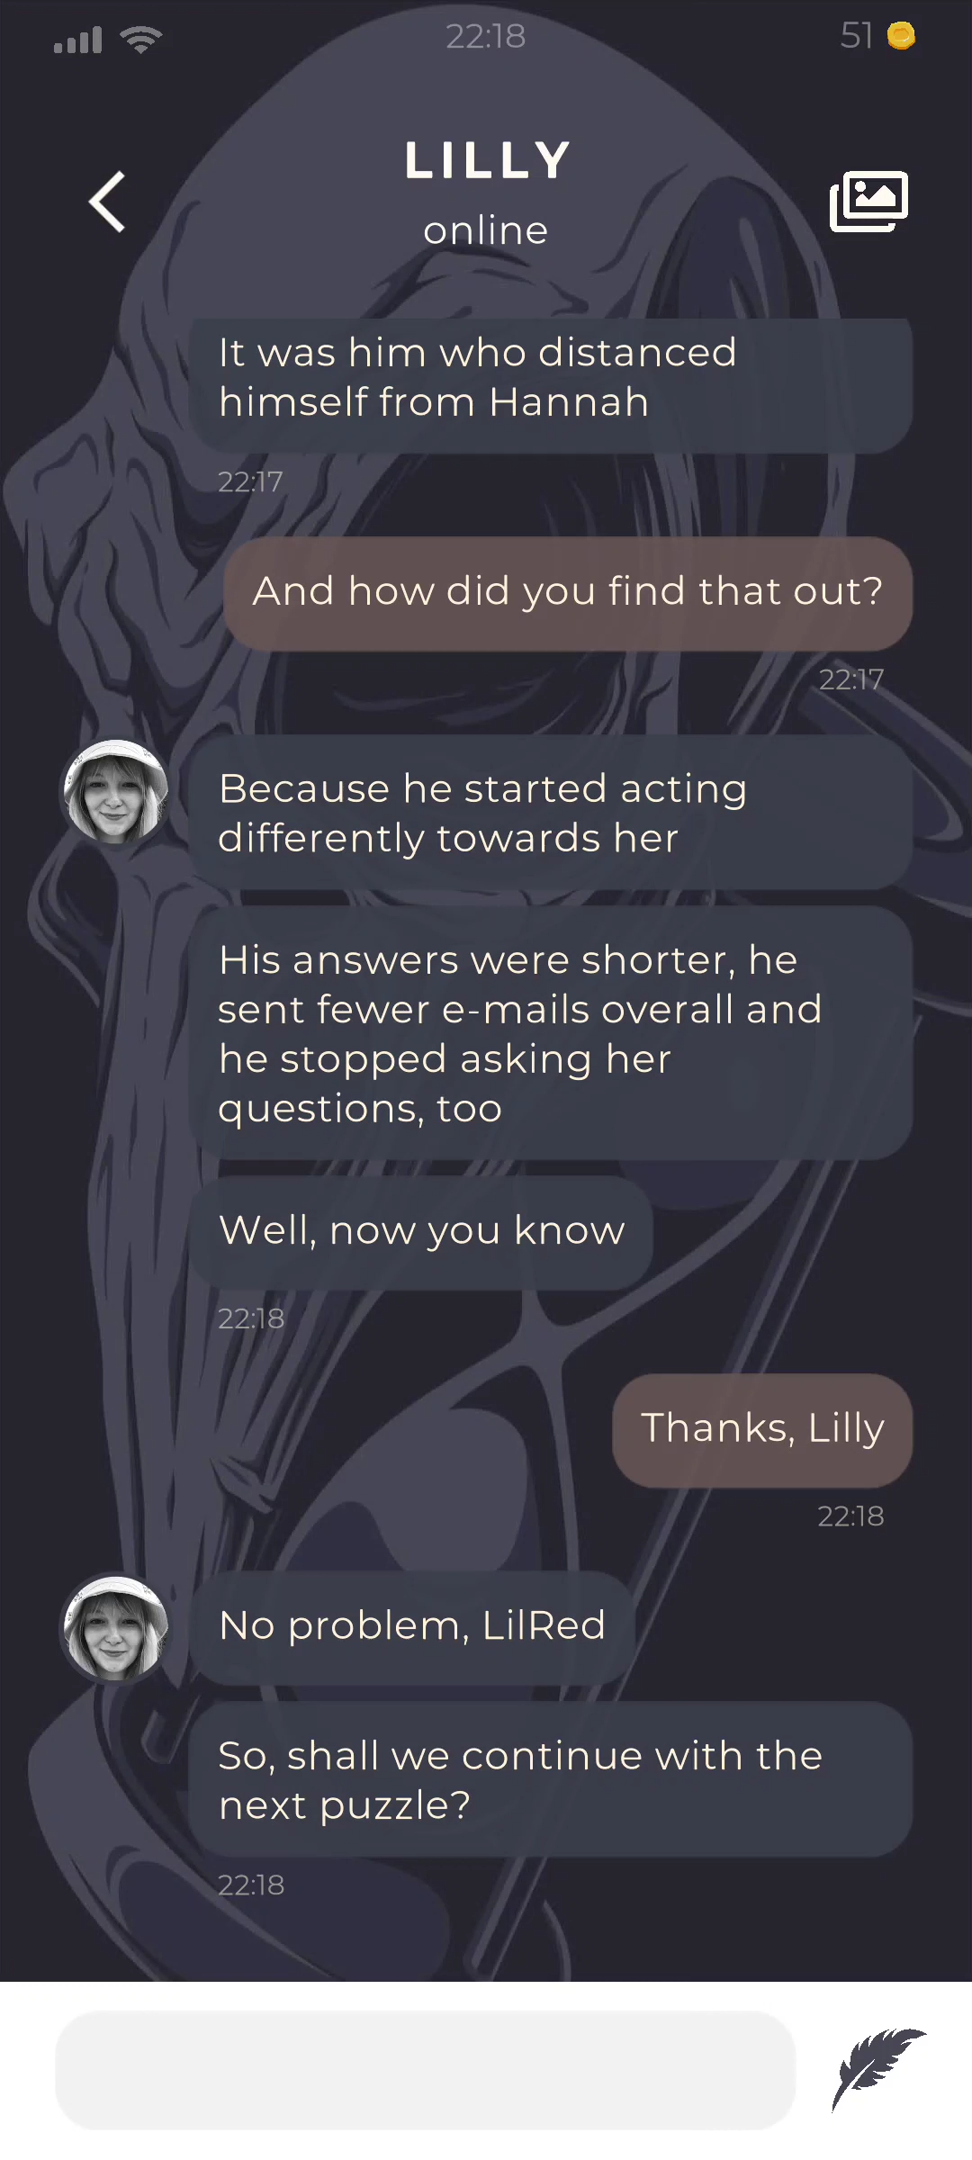 22:18
51
LILLY
online
It was him who distanced
himself from Hannah
22:17
And how did you find that out?
22:17
Because he started acting
differently towards her
His answers were shorter, he
sent fewer e-mails overall and
he stopped asking her
questions, too
Well, now you know
22:18
Thanks, Lilly
22:18
No problem, LilRed
So, shall we continue with the
next puzzle?
22:18